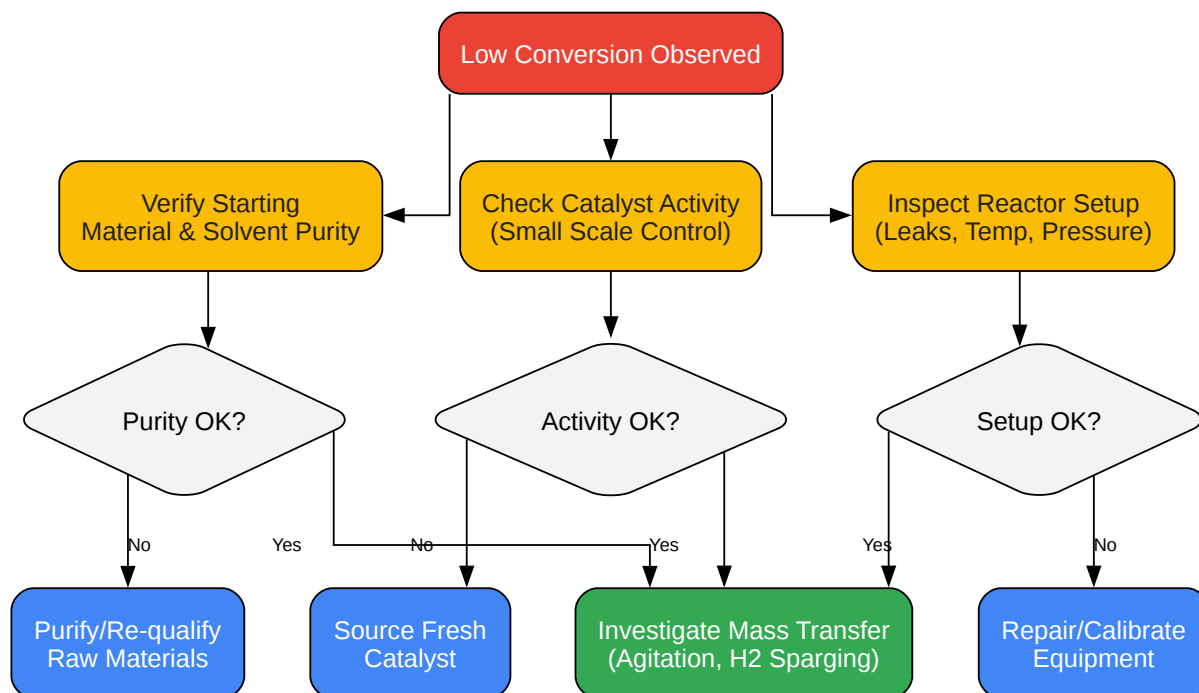 Low Conversion Observed
Verify Starting
Material & Solvent Purity
Check Catalyst Activity
(Small Scale Control)
Inspect Reactor Setup
(Leaks, Temp, Pressure)
Purity OK?
Activity OK?
Setup OK?
No
Yes
No
Yes
Yes
No
Purify/Re-qualify
Raw Materials
Source Fresh
Catalyst
Investigate Mass Transfer
(Agitation, H2 Sparging)
Repair/Calibrate
Equipment